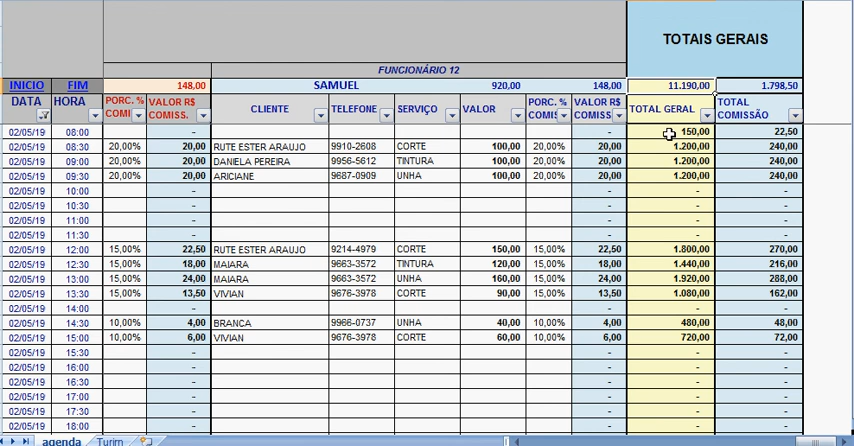 TOTAIS GERAIS
FUNCIONÁRIO 12
INICIO FIM 148,00 SAMUEL 920,00 148,00 11.190,00 1.798,50
DATA HORA PORC. % COMI VALOR R$ COMISS. CLIENTE TELEFONE SERVIÇO VALOR PORC. % COMIS VALOR R$ COMISS TOTAL GERAL TOTAL COMISSÃO
02/05/19 08:00 - - 150,00 22,50
02/05/19 08:30 20,00% 20,00 RUTE ESTER ARAUJO 9910-2608 CORTE 100,00 20,00% 20,00 1.200,00 240,00
02/05/19 09:00 20,00% 20,00 DANIELA PEREIRA 9956-5612 TINTURA 100,00 20,00% 20,00 1.200,00 240,00
02/05/19 09:30 20,00% 20,00 ARICIANE 9687-0909 UNHA 100,00 20,00% 20,00 1.200,00 240,00
02/05/19 10:00 - - - -
02/05/19 10:30 - - - -
02/05/19 11:00 - - - -
02/05/19 11:30 - - - -
02/05/19 12:00 15,00% 22,50 RUTE ESTER ARAUJO 9214-4979 CORTE 150,00 15,00% 22,50 1.800,00 270,00
02/05/19 12:30 15,00% 18,00 MAIARA 9663-3572 TINTURA 120,00 15,00% 18,00 1.440,00 216,00
02/05/19 13:00 15,00% 24,00 MAIARA 9663-3572 UNHA 160,00 15,00% 24,00 1.920,00 288,00
02/05/19 13:30 15,00% 13,50 VIVIAN 9676-3978 CORTE 90,00 15,00% 13,50 1.080,00 162,00
02/05/19 14:00 - - - -
02/05/19 14:30 10,00% 4,00 BRANCA 9966-0737 UNHA 40,00 10,00% 4,00 480,00 48,00
02/05/19 15:00 10,00% 6,00 VIVIAN 9676-3978 CORTE 60,00 10,00% 6,00 720,00 72,00
02/05/19 15:30 - - - -
02/05/19 16:00 - - - -
02/05/19 16:30 - - - -
02/05/19 17:00 - - - -
02/05/19 17:30 - - - -
02/05/19 18:00 - - - -
agenda Turim